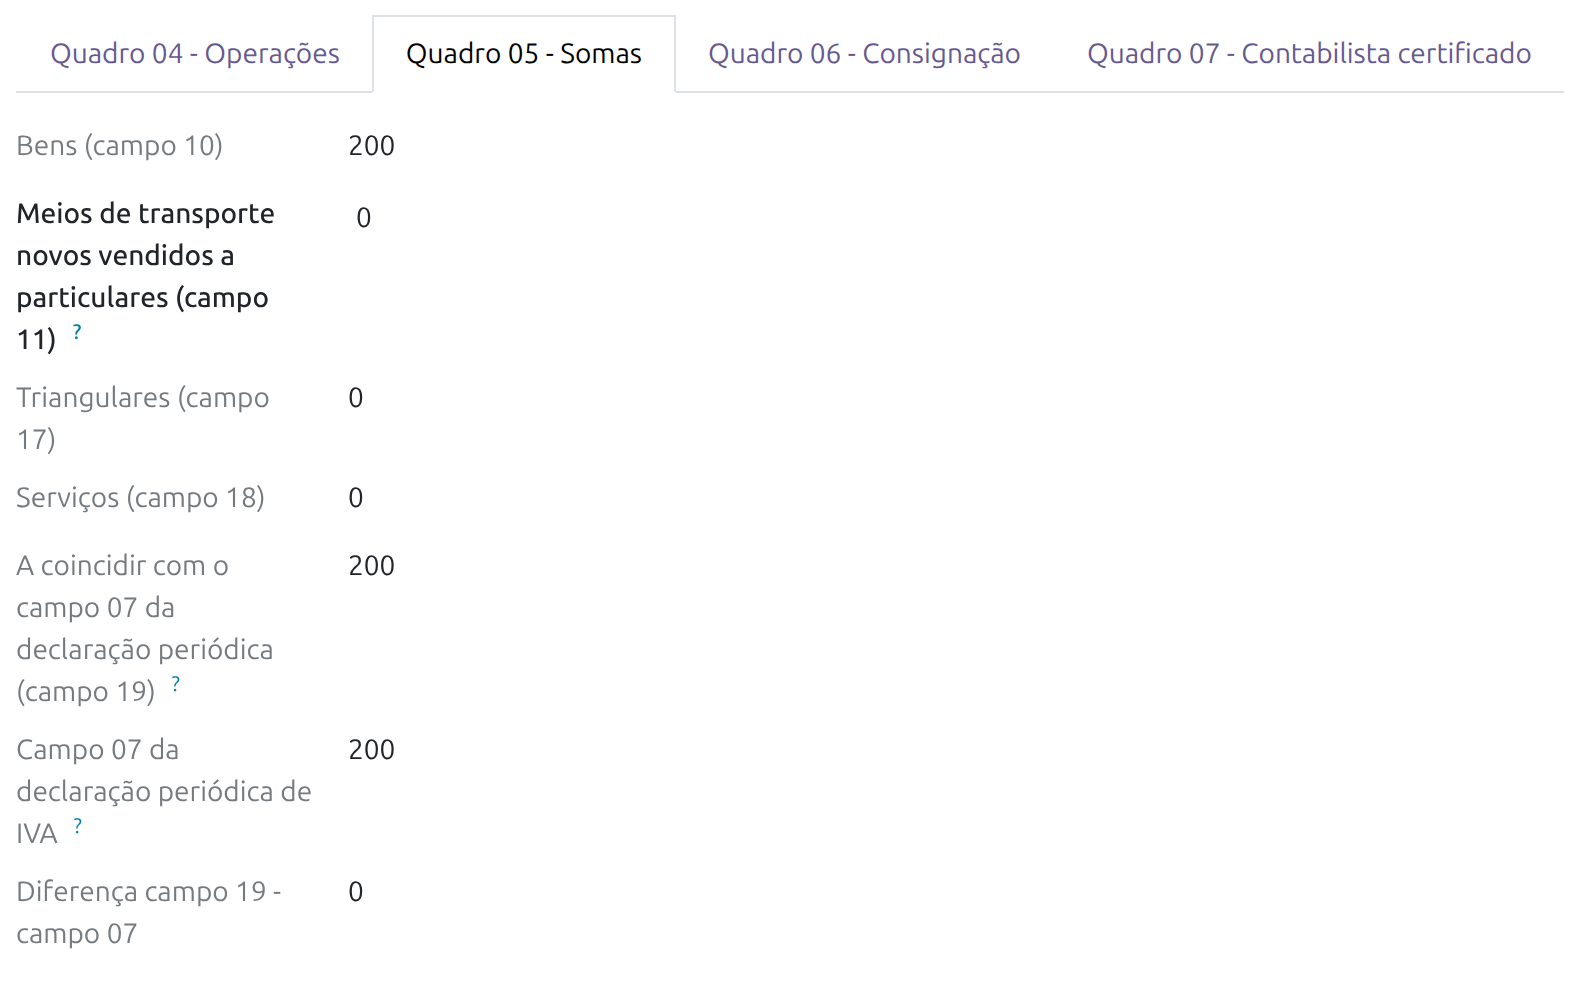 Quadro 04 - Operações Quadro 05 - Somas Quadro 06 - Consignação Quadro 07 - Contabilista certificado
Bens (campo 10) 200
Meios de transporte 0
novos vendidos a
particulares (campo
11) ?
Triangulares (campo 0
17)
Serviços (campo 18) 0
A coincidir com o 200
campo 07 da
declaração periódica
(campo 19) ?
Campo 07 da 200
declaração periódica de
IVA ?
Diferença campo 19 - 0
campo 07